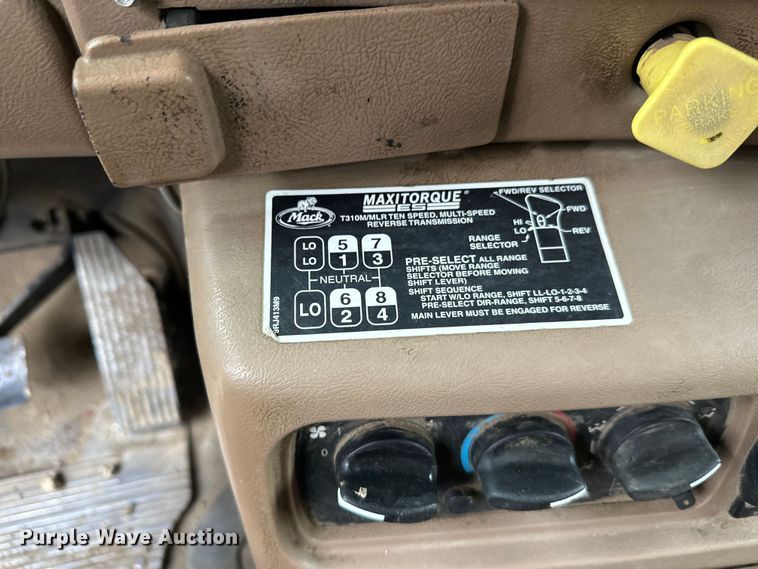 PARKING
Mack
MAXITORQUE
ES
T310M/MLR TEN SPEED, MULTI-SPEED
REVERSE TRANSMISSION
FWD/REV SELECTOR
FWD
HI
LO
REV
RANGE
SELECTOR
LO 5 7
LO 1 3
NEUTRAL
LO 6 8
2 4
PRE-SELECT ALL RANGE
SHIFTS (MOVE RANGE
SELECTOR BEFORE MOVING
SHIFT LEVER)
SHIFT SEQUENCE
START W/LO RANGE, SHIFT LL-LO-1-2-3-4
PRE-SELECT DIR-RANGE, SHIFT 5-6-7-8
MAIN LEVER MUST BE ENGAGED FOR REVERSE
0 1
Purple Wave Auction